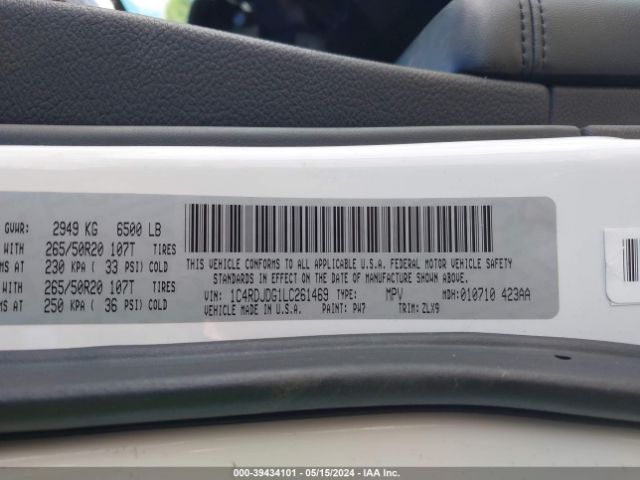 GVWR: 2949 KG 6500 LB
WITH 265/50R20 107T TIRES
MS AT 230 KPA ( 33 PSI) COLD
WITH 265/50R20 107T TIRES
MS AT 250 KPA ( 36 PSI) COLD
THIS VEHICLE CONFORMS TO ALL APPLICABLE U.S.A. FEDERAL MOTOR VEHICLE SAFETY
STANDARDS IN EFFECT ON THE DATE OF MANUFACTURE SHOWN ABOVE.
VIN: 1C4RDJDG1LC261469 TYPE: MPV MDH:010710 423AA
VEHICLE MADE IN U.S.A. PAINT: PW7 TRIM: ZLX9
000-39434101 - 05/15/2024 - IAA Inc.